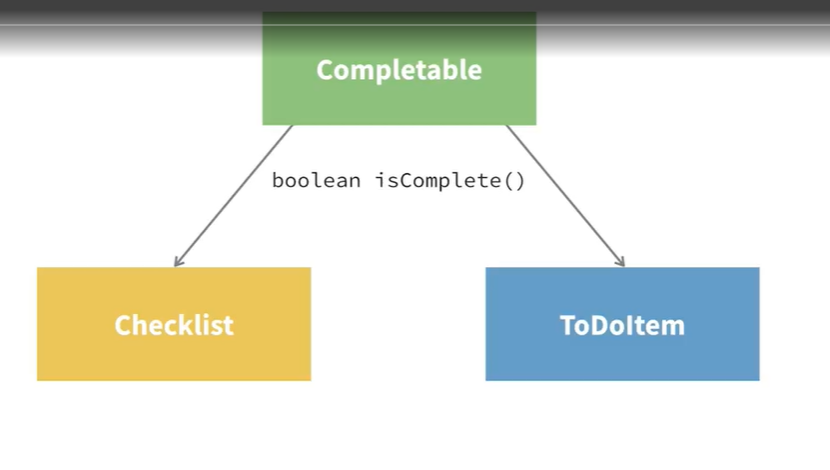 Completable
boolean isComplete()
Checklist
ToDoItem